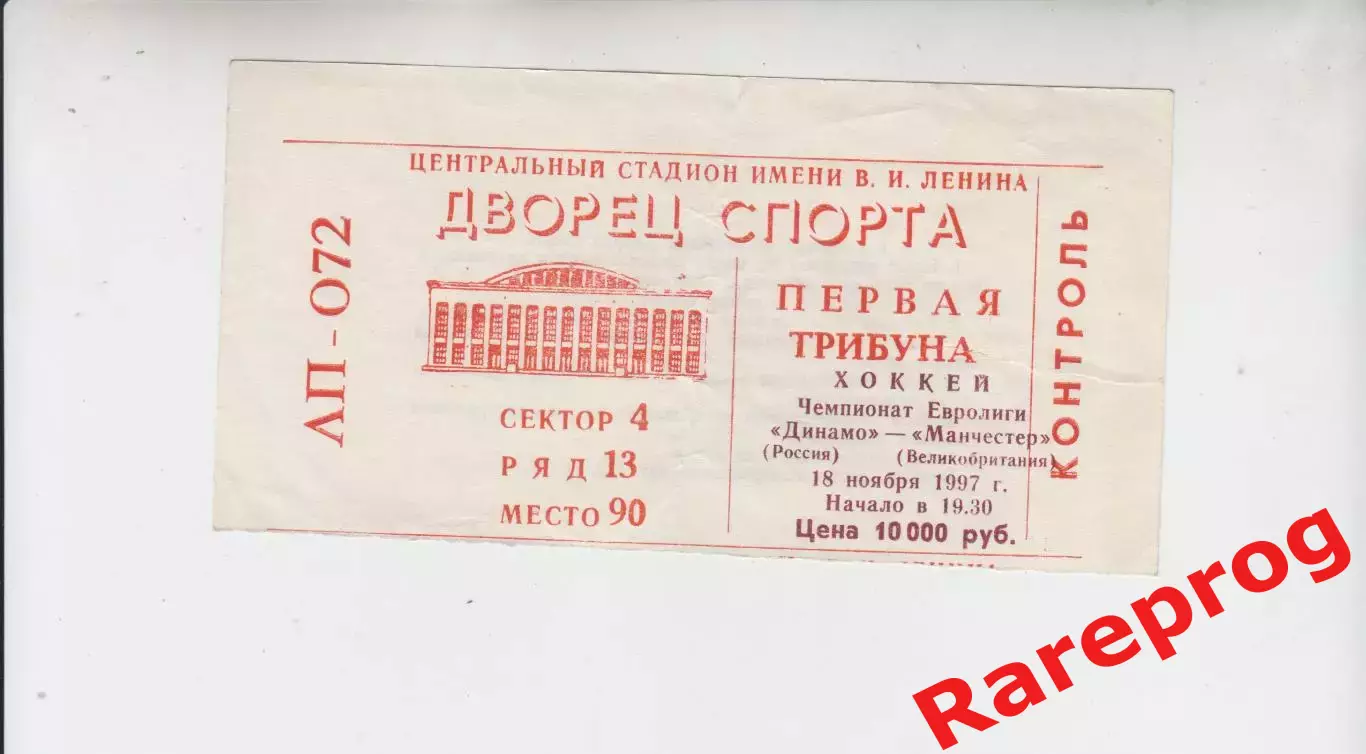 ЦЕНТРАЛЬНЫЙ СТАДИОН ИМЕНИ В. И. ЛЕНИНА
ДВОРЕЦ СПОРТА
ЛП-072
СЕКТОР 4
РЯД 13
МЕСТО 90
ПЕРВАЯ
ТРИБУНА
ХОККЕЙ
Чемпионат Евролиги
«Динамо» — «Манчестер»
(Россия) (Великобритания)
18 ноября 1997 г.
Начало в 19.30
Цена 10 000 руб.
КОНТРОЛЬ
Rareprog